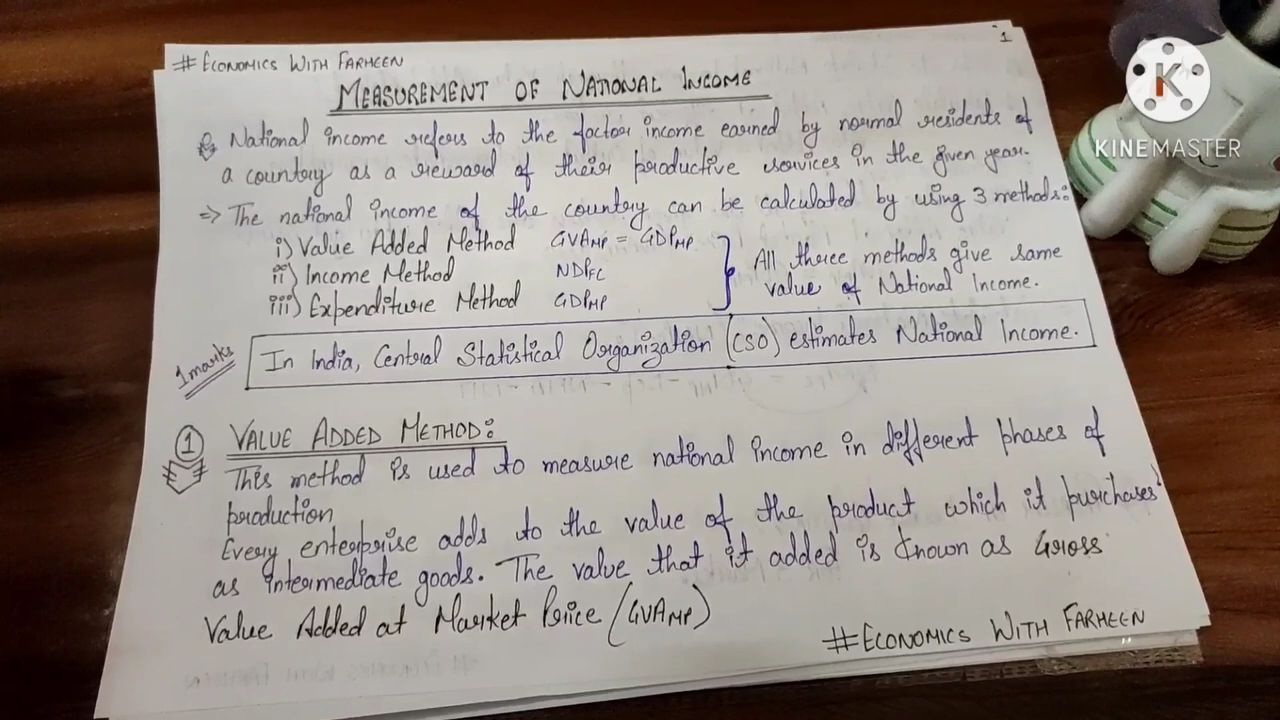 1
# ECONOMICS WITH FARHEEN
MEASUREMENT OF NATIONAL INCOME
National income refers to the factor income earned by normal residents of
a country as a reward of their productive services in the given year.
⇒ The national income of the country can be calculated by using 3 methods:
i) Value Added Method GVAMP = GDPMP
ii) Income Method NDPFC
iii) Expenditure Method GDPMP
All three methods give same
value of National Income.
1 marks
In India, Central Statistical Organization (CSO) estimates National Income.
1 VALUE ADDED METHOD:
This method is used to measure national income in different phases of
production
Every enterprise adds to the value of the product which it purchases
as intermediate goods. The value that it added is known as Gross
Value Added at Market Price (GVAMP)
# ECONOMICS WITH FARHEEN
K
KINEMASTER